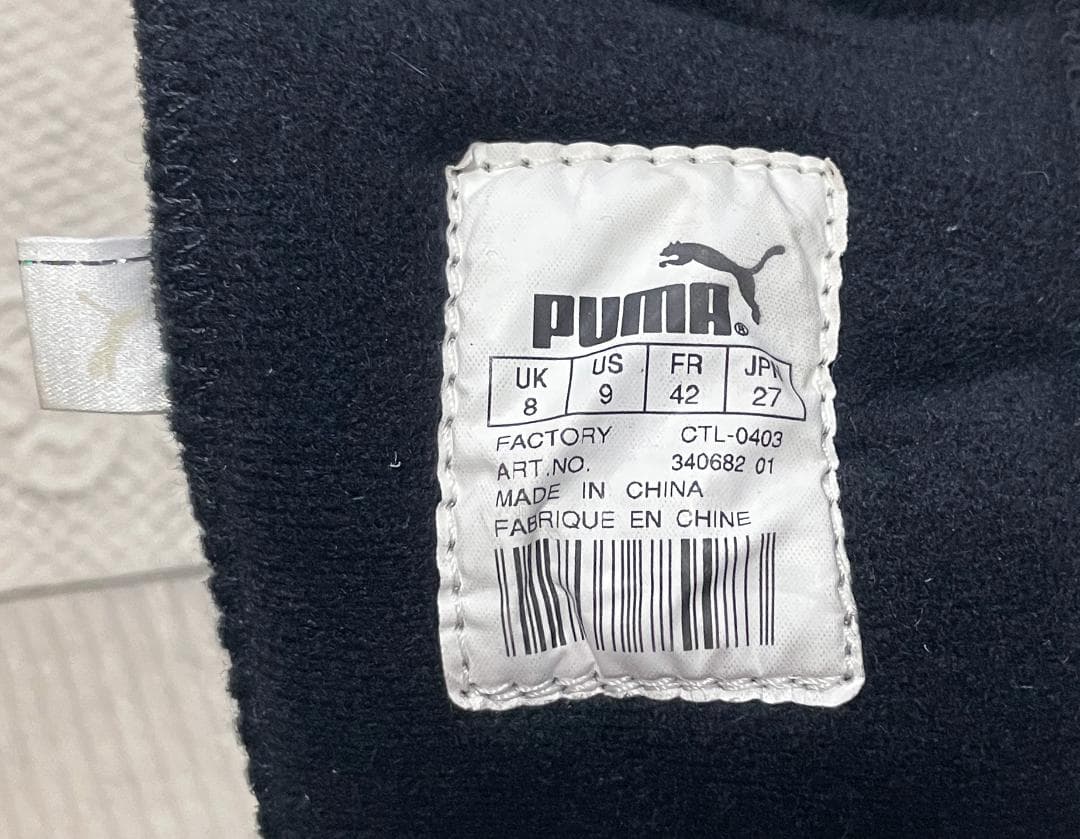 PUMA®
UK US FR JPN
8 9 42 27
FACTORY CTL-0403
ART.NO. 340682 01
MADE IN CHINA
FABRIQUE EN CHINE